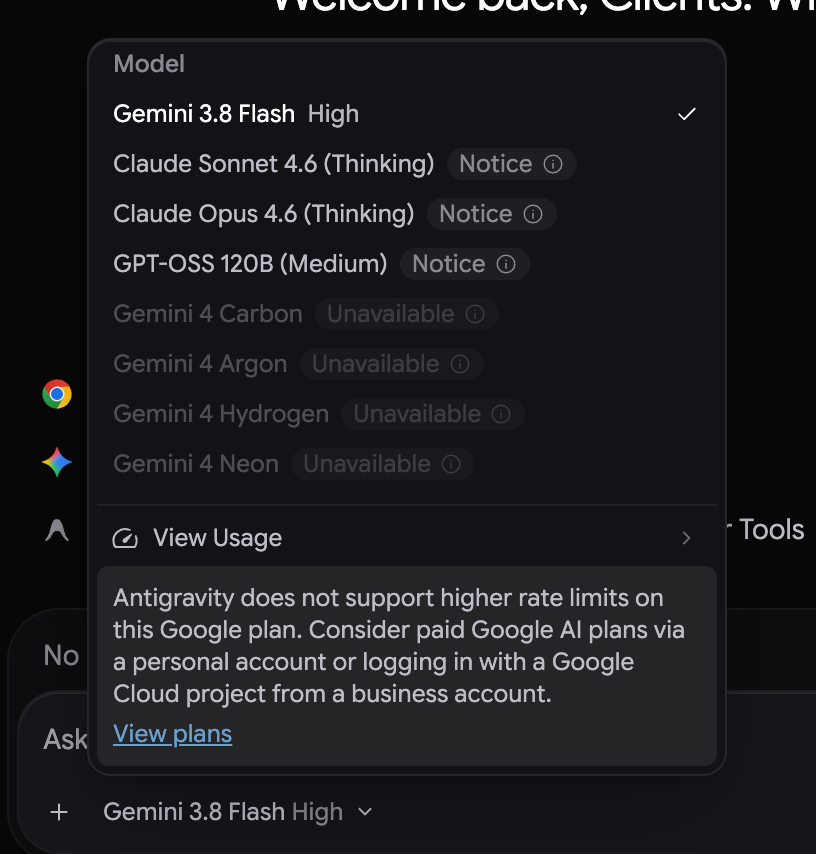 Welcome back, Clients. Wi
Model
Gemini 3.8 Flash High
Claude Sonnet 4.6 (Thinking) Notice
Claude Opus 4.6 (Thinking) Notice
GPT-OSS 120B (Medium) Notice
Gemini 4 Carbon Unavailable
Gemini 4 Argon Unavailable
Gemini 4 Hydrogen Unavailable
Gemini 4 Neon Unavailable
View Usage
r Tools
Antigravity does not support higher rate limits on
this Google plan. Consider paid Google AI plans via
a personal account or logging in with a Google
Cloud project from a business account.
View plans
No
Ask
Gemini 3.8 Flash High